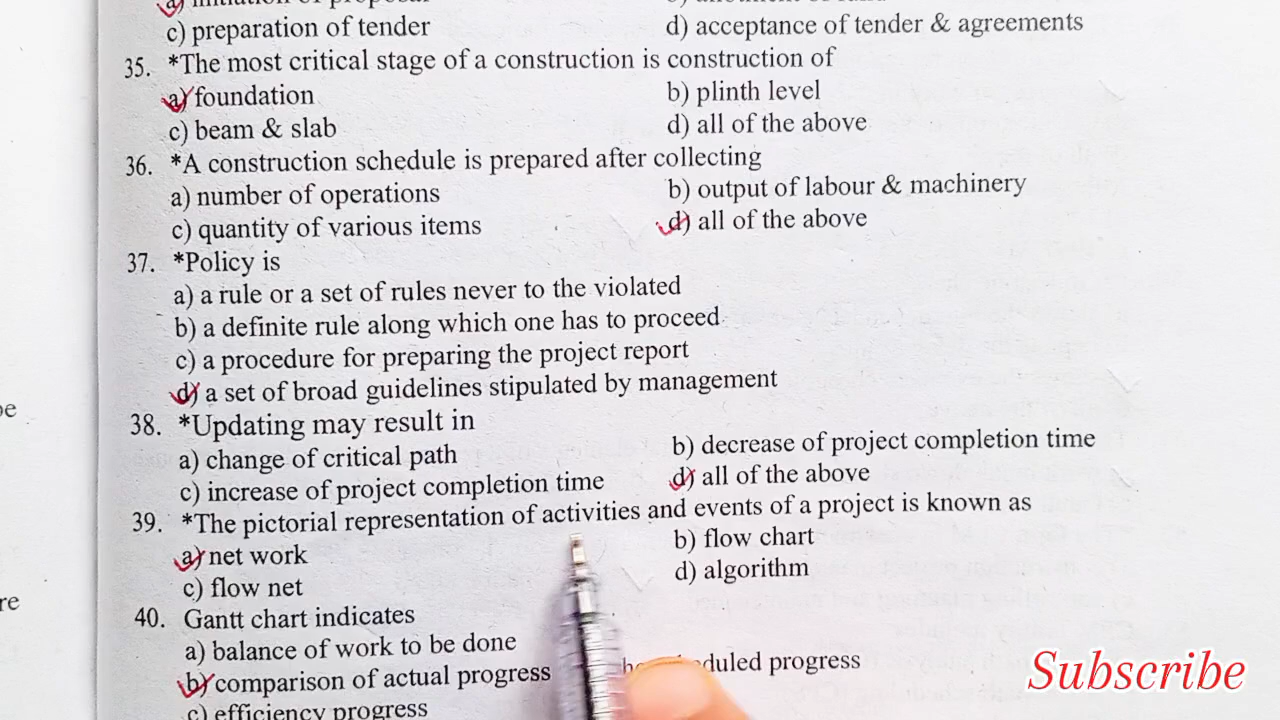 c) preparation of tender d) acceptance of tender & agreements
35. *The most critical stage of a construction is construction of
a) foundation b) plinth level
c) beam & slab d) all of the above
36. *A construction schedule is prepared after collecting
a) number of operations b) output of labour & machinery
c) quantity of various items d) all of the above
37. *Policy is
a) a rule or a set of rules never to the violated
b) a definite rule along which one has to proceed
c) a procedure for preparing the project report
d) a set of broad guidelines stipulated by management
38. *Updating may result in
a) change of critical path b) decrease of project completion time
c) increase of project completion time d) all of the above
39. *The pictorial representation of activities and events of a project is known as
a) net work b) flow chart
c) flow net d) algorithm
40. Gantt chart indicates
a) balance of work to be done
b) comparison of actual progress progress
c) efficiency progress
Subscribe